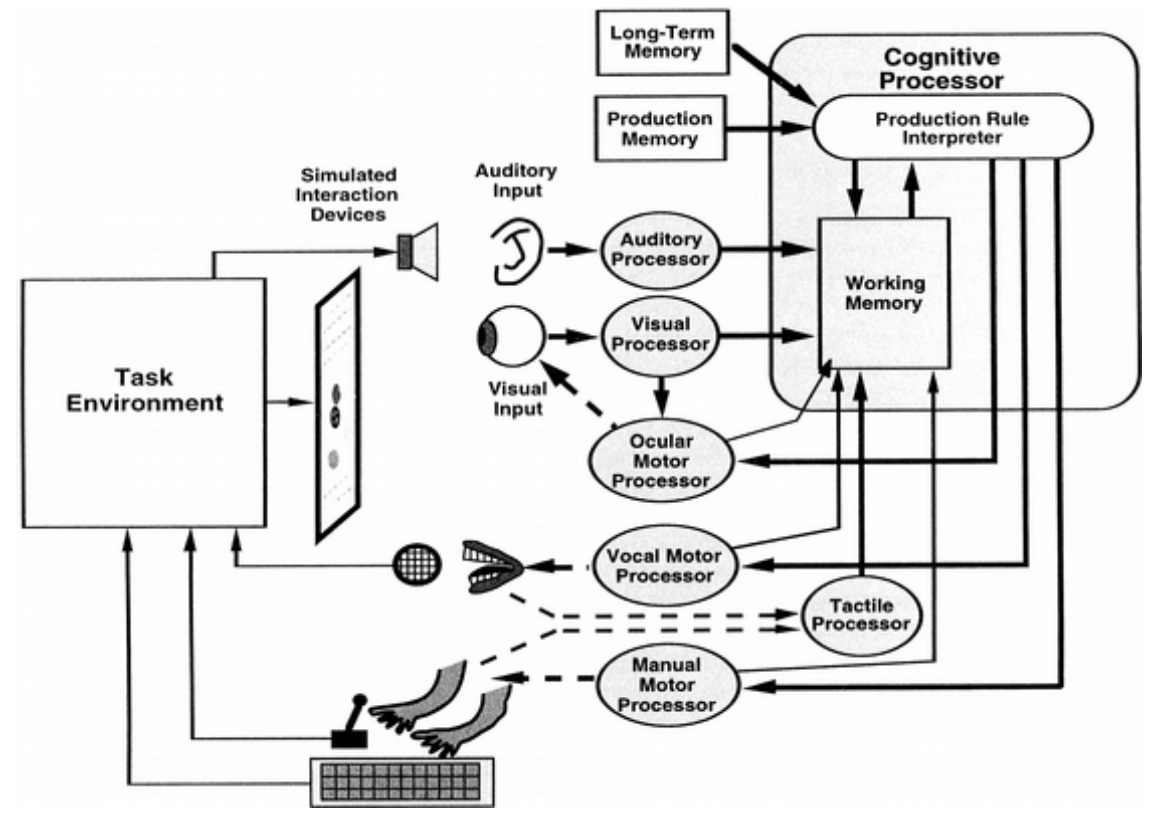 Long-Term
Memory
Cognitive
Processor
Production
Memory
Production Rule
Interpreter
Simulated
Interaction
Devices
Auditory
Input
Auditory
Processor
Working
Memory
Visual
Processor
Visual
Input
Task
Environment
Ocular
Motor
Processor
Vocal Motor
Processor
Tactile
Processor
Manual
Motor
Processor